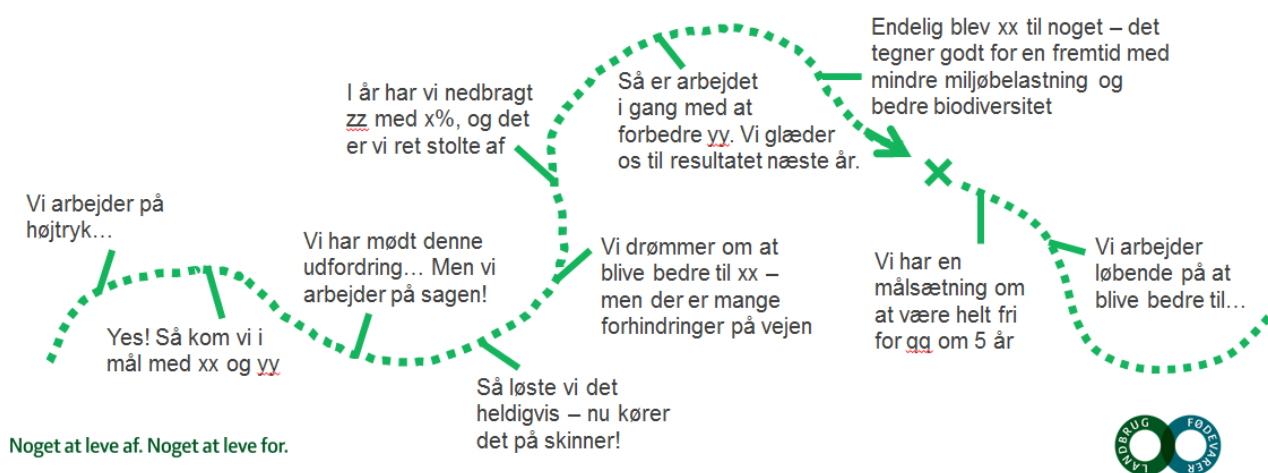 Vi arbejder på
højtryk…
Yes! Så kom vi i
mål med xx og yy
Vi har mødt denne
udfordring… Men vi
arbejder på sagen!
Så løste vi det
heldigvis – nu kører
det på skinner!
Vi drømmer om at
blive bedre til xx –
men der er mange
forhindringer på vejen
I år har vi nedbragt
zz med x%, og det
er vi ret stolte af
Så er arbejdet
i gang med at
forbedre yy. Vi glæder
os til resultatet næste år.
Endelig blev xx til noget – det
tegner godt for en fremtid med
mindre miljøbelastning og
bedre biodiversitet
Vi har en
målsætning om
at være helt fri
for qq om 5 år
Vi arbejder
løbende på at
blive bedre til…
Noget at leve af. Noget at leve for.
LANDBRUG
FØDEVARER